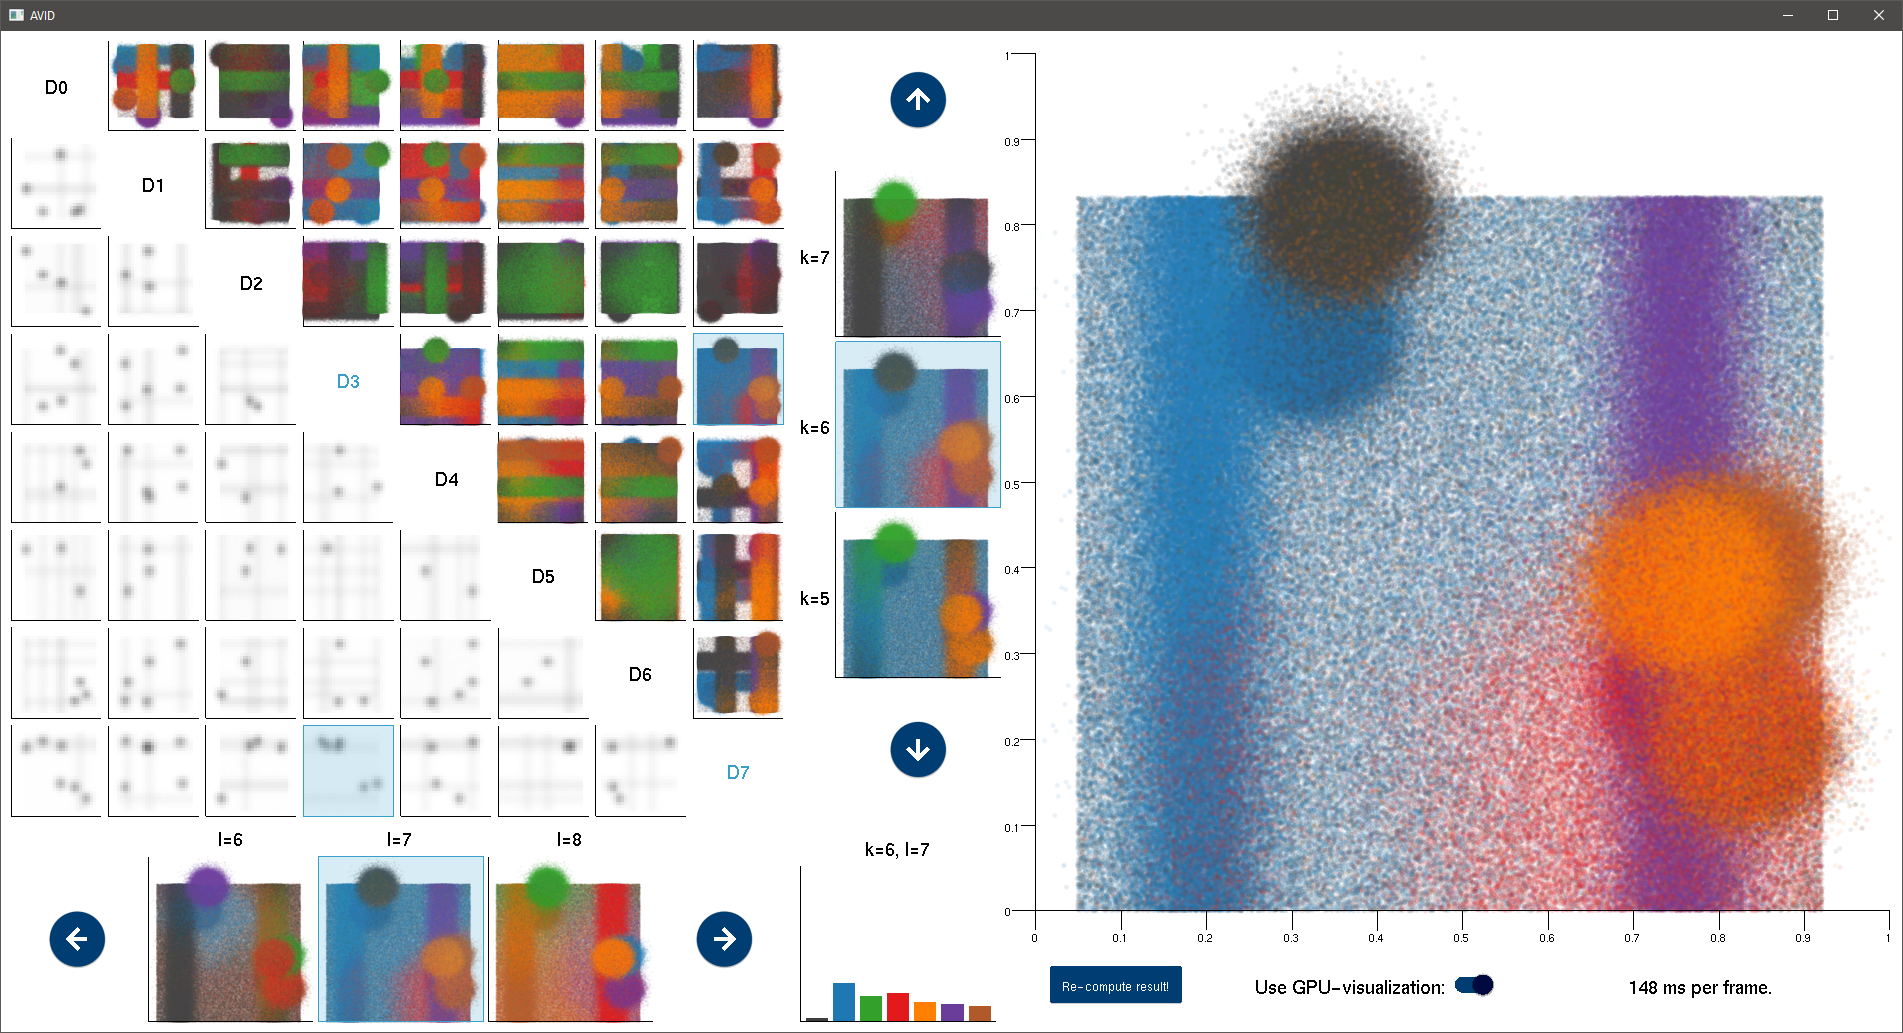 AVID
D0
D1
D2
D3
D4
D5
D6
D7
k=7
k=6
k=5
l=6
l=7
l=8
k=6, l=7
1
0.9
0.8
0.7
0.6
0.5
0.4
0.3
0.2
0.1
0
0 0.1 0.2 0.3 0.4 0.5 0.6 0.7 0.8 0.9 1
Re-compute result!
Use GPU-visualization:
148 ms per frame.